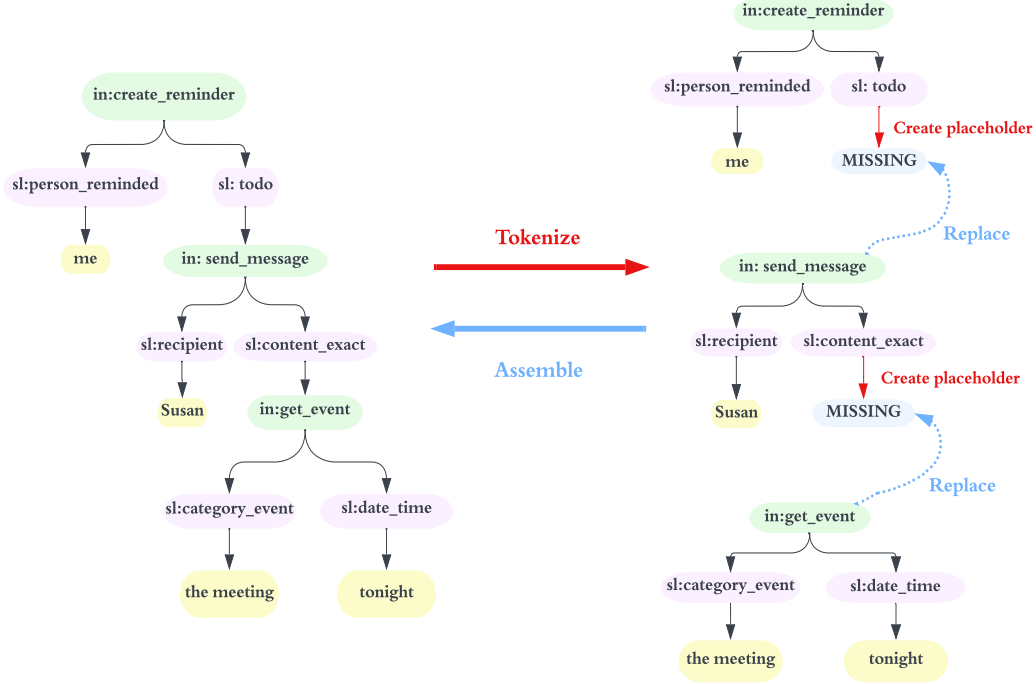 in:create_reminder
sl:person_reminded
sl: todo
me
in: send_message
sl:recipient
sl:content_exact
Susan
in:get_event
sl:category_event
sl:date_time
the meeting
tonight
Tokenize
Assemble
in:create_reminder
sl:person_reminded
sl: todo
Create placeholder
me
MISSING
Replace
in: send_message
sl:recipient
sl:content_exact
Create placeholder
Susan
MISSING
Replace
in:get_event
sl:category_event
sl:date_time
the meeting
tonight